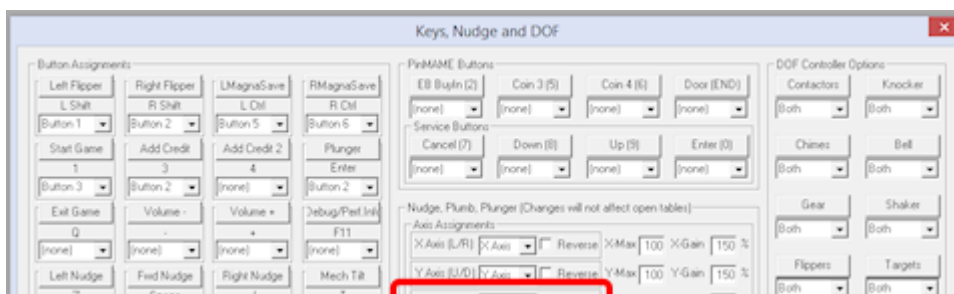 Keys, Nudge and DOF
Button Assignments
Left Flipper Right Flipper LMagnaSave RMagnaSave
L Shift R Shift L Ctrl R Ctrl
Button 1 Button 2 Button 5 Button 6
Start Game Add Credit Add Credit 2 Plunger
1 3 4 Enter
Button 3 Button 2 (none) Button 2
Exit Game Volume - Volume + Debug/Perf.Info
Q - + F11
(none) (none) (none) (none)
Left Nudge Fwd Nudge Right Nudge Mech Tilt
PinMAME Buttons
EB BuyIn (2) Coin 3 (5) Coin 4 (6) Door (END)
(none) (none) (none) (none)
Service Buttons
Cancel (7) Down (8) Up (9) Enter (0)
(none) (none) (none) (none)
Nudge, Plumb, Plunger (Changes will not affect open tables)
Axis Assignments
X Axis (L/R) X Axis Reverse X-Max 100 X-Gain 150 %
Y Axis (U/D) Y Axis Reverse Y-Max 100 Y-Gain 150 %
DOF Controller Options
Contactors Knocker
Both Both
Chimes Bell
Both Both
Gear Shaker
Both Both
Flippers Targets
Both Both